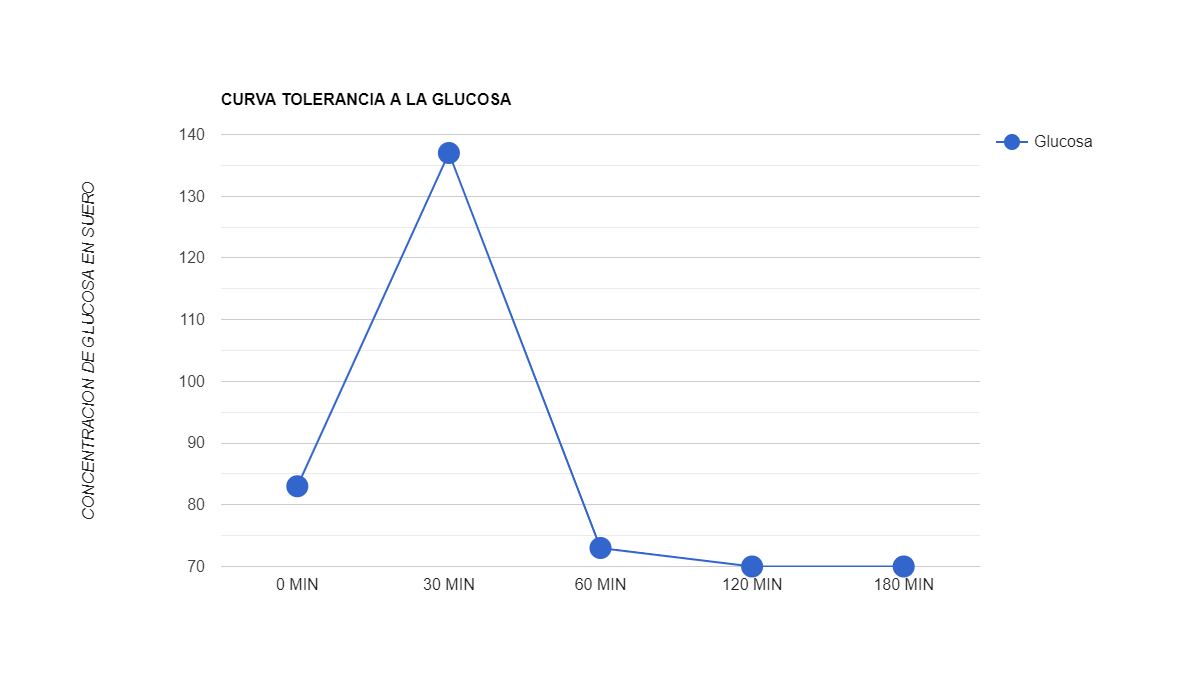 CURVA TOLERANCIA A LA GLUCOSA
Glucosa
CONCENTRACION DE GLUCOSA EN SUERO
140
130
120
110
100
90
80
70
0 MIN
30 MIN
60 MIN
120 MIN
180 MIN